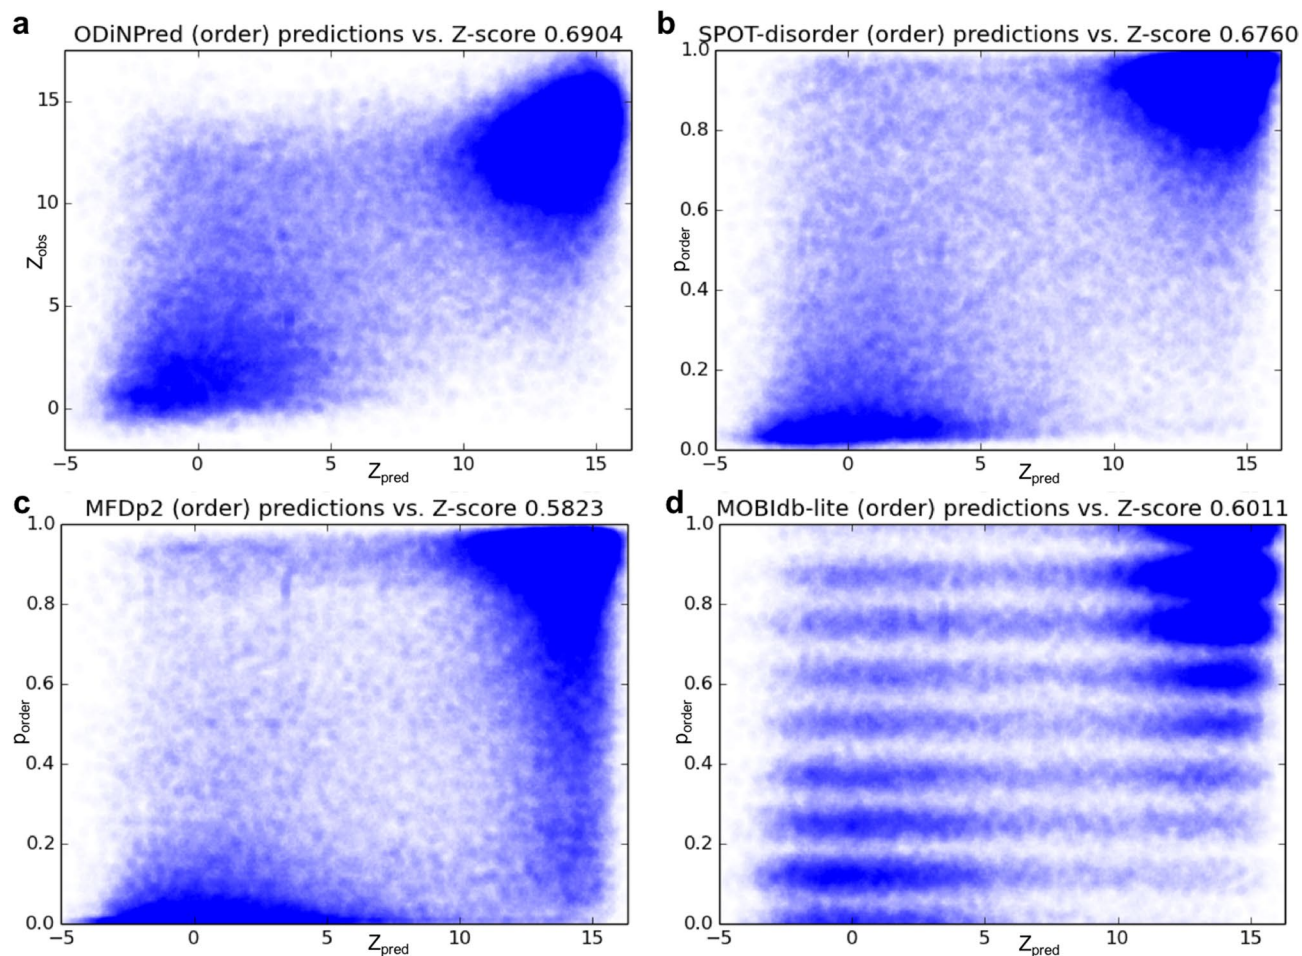 a
ODiNPred (order) predictions vs. Z-score 0.6904
15
10
5
0
Zobs
−5 0 5 10 15
Zpred
b
SPOT-disorder (order) predictions vs. Z-score 0.6760
1.0
0.8
0.6
0.4
0.2
0.0
porder
−5 0 5 10 15
Zpred
c
MFDp2 (order) predictions vs. Z-score 0.5823
1.0
0.8
0.6
0.4
0.2
0.0
porder
−5 0 5 10 15
Zpred
d
MOBIdb-lite (order) predictions vs. Z-score 0.6011
1.0
0.8
0.6
0.4
0.2
0.0
porder
−5 0 5 10 15
Zpred